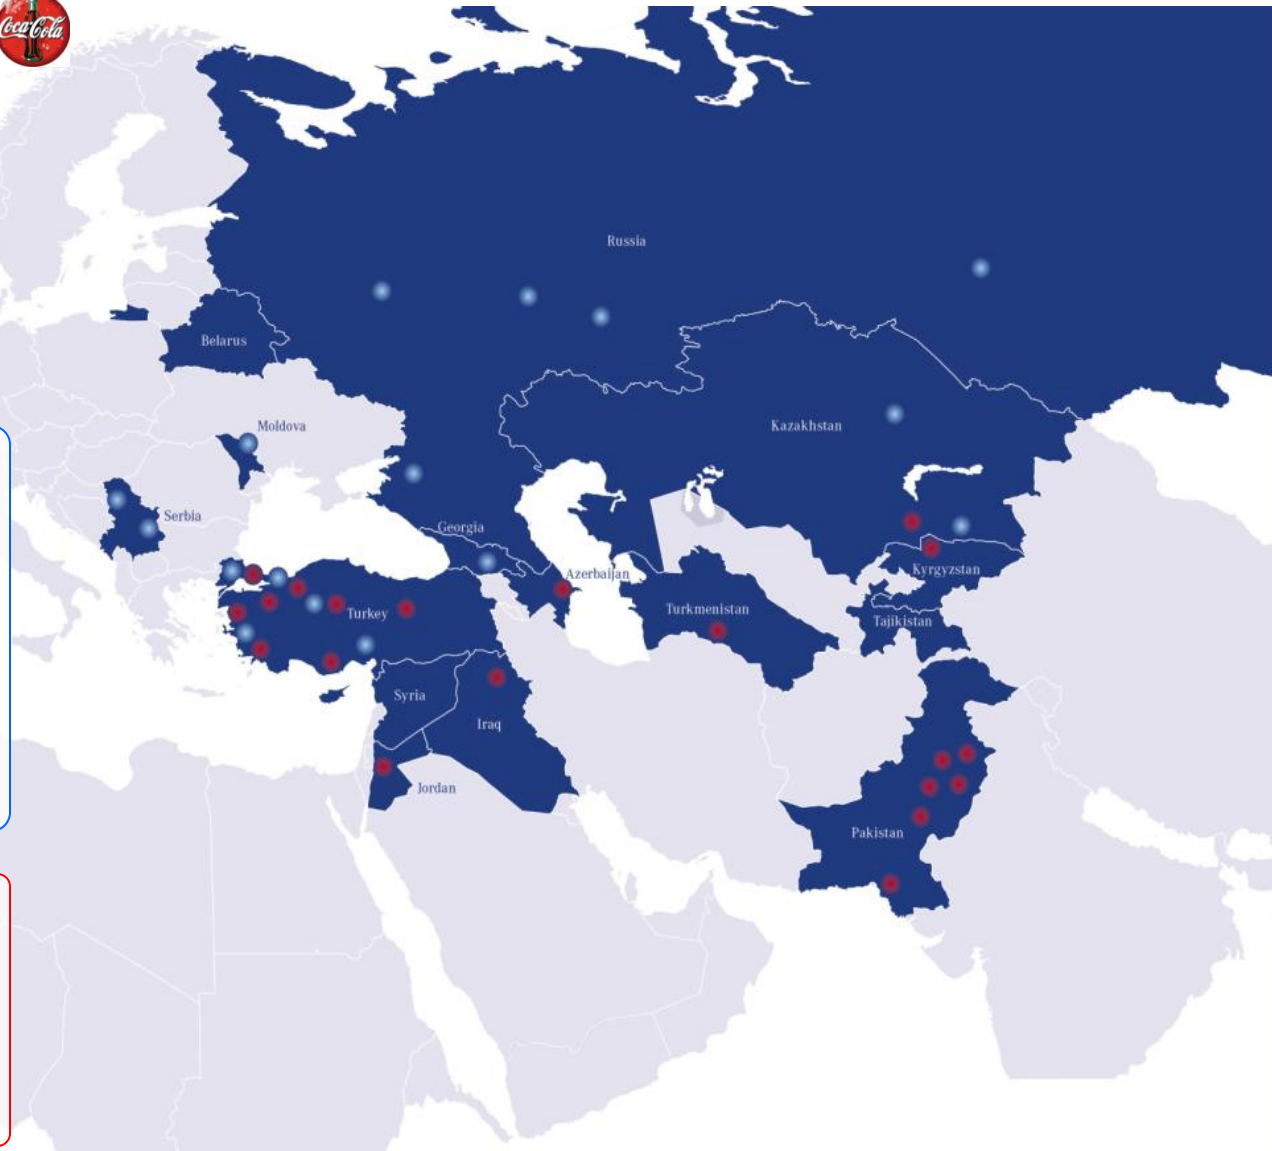 Coca-Cola
Russia
Belarus
Moldova
Kazakhstan
Serbia
Georgia
Azerbaijan
Kyrgyzstan
Turkmenistan
Turkey
Tajikistan
Syria
Iraq
Jordan
Pakistan